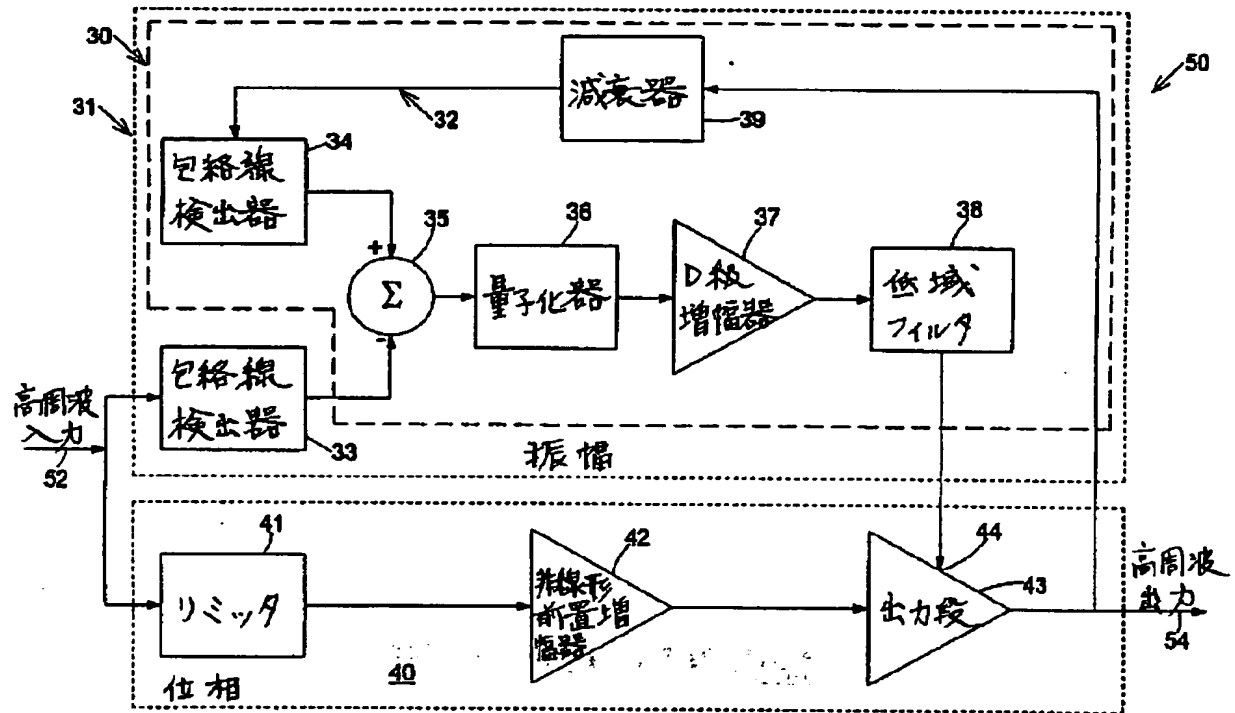 30
31
50
減衰器
39
32
34
包絡線
検出器
+
35
Σ
-
36
量子化器
37
D級
増幅器
38
低域
フィルタ
包絡線
検出器
33
高周波
入力
52
振幅
41
リミッタ
42
非線形
前置増
幅器
44
43
出力段
高周波
出力
54
位相
40